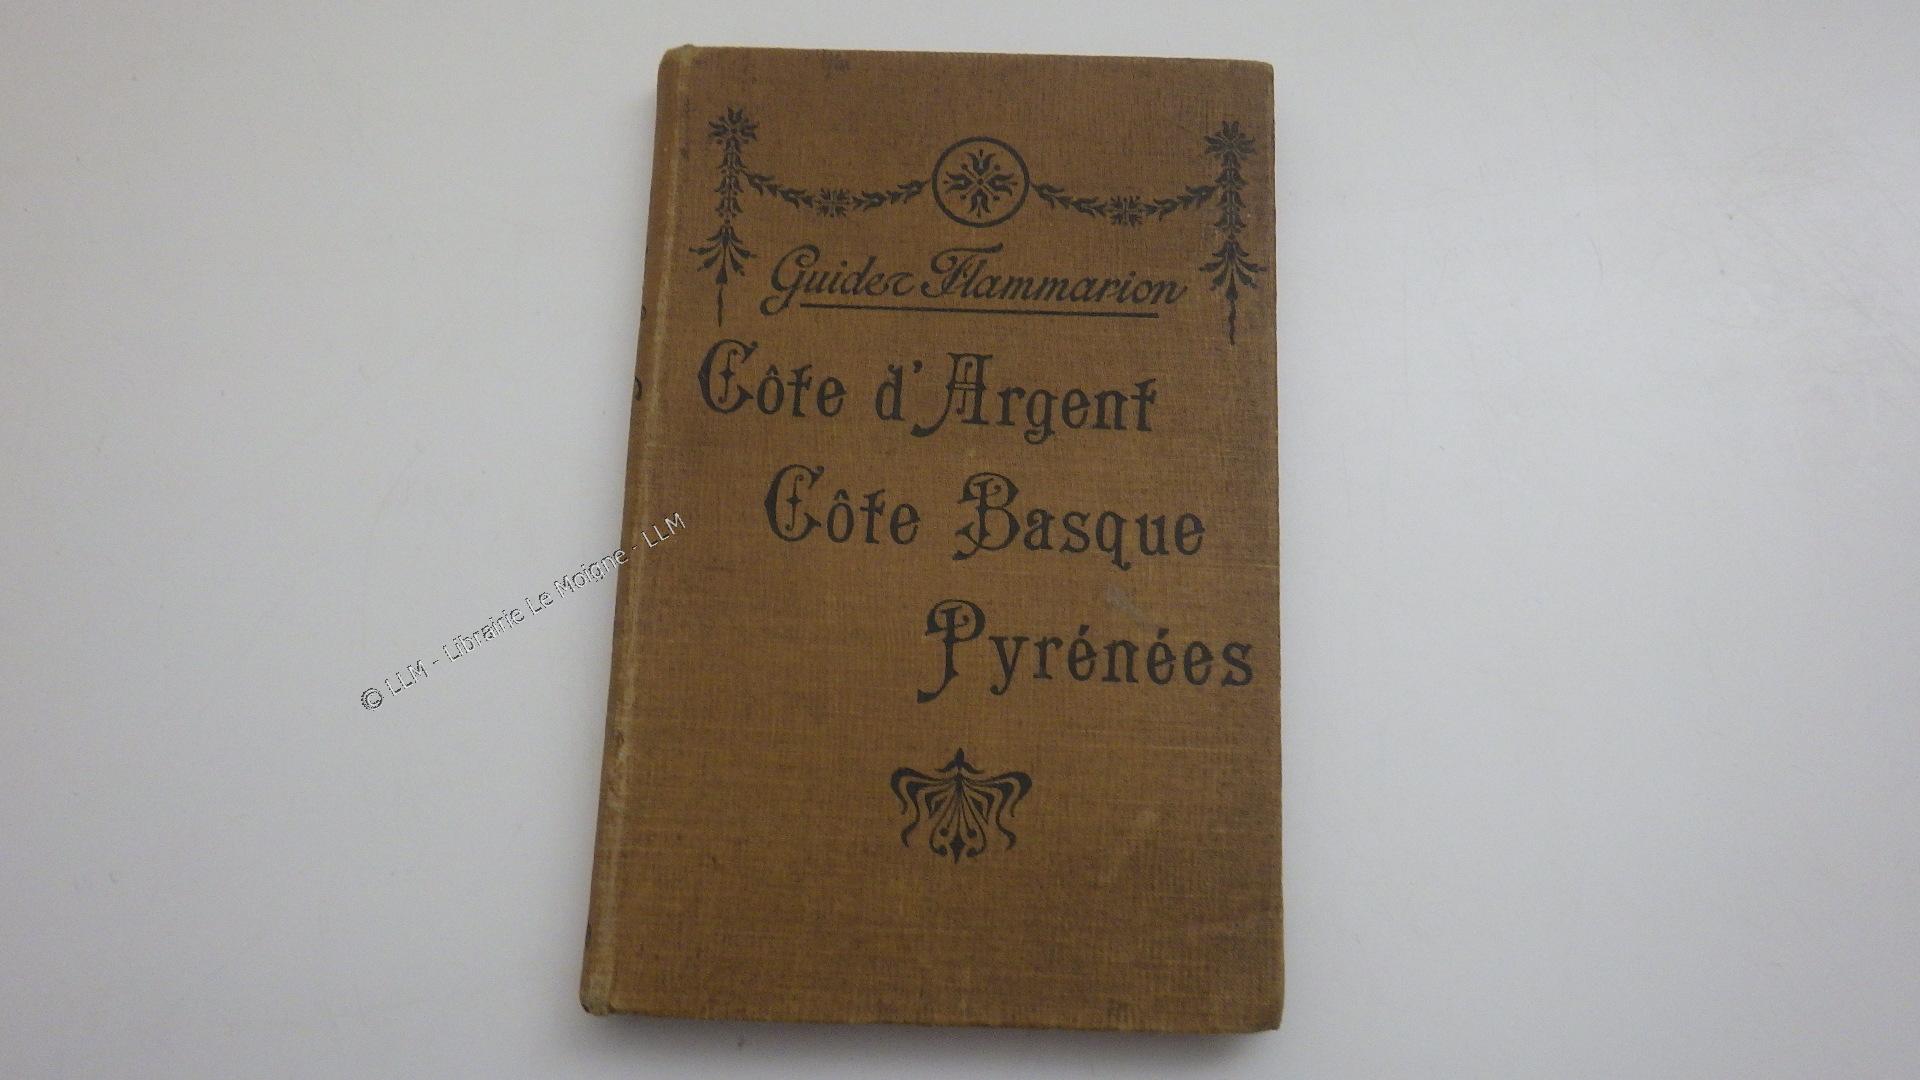 Guides Flammarion
Côte d'Argent
Côte Basque
Pyrénées
© LLM - Librairie Le Moigne - LLM